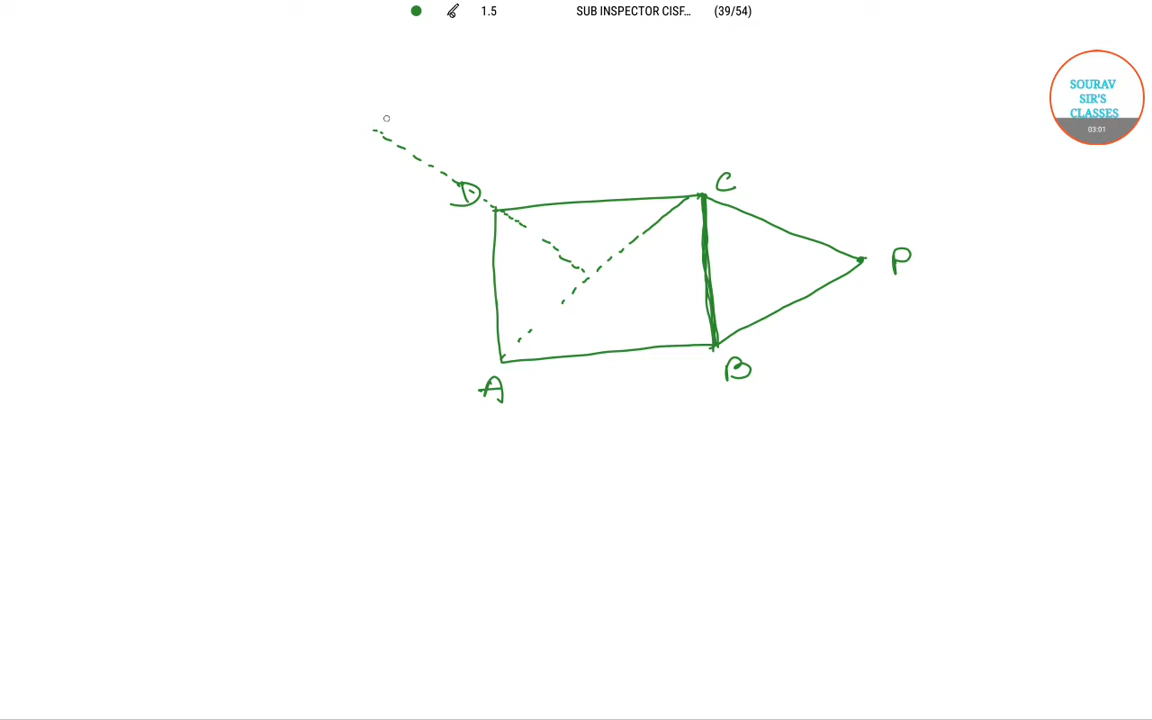 1.5 SUB INSPECTOR CISF... (39/54)
SOURAV
SIR'S
CLASSES
03:01
D
C
P
A
B